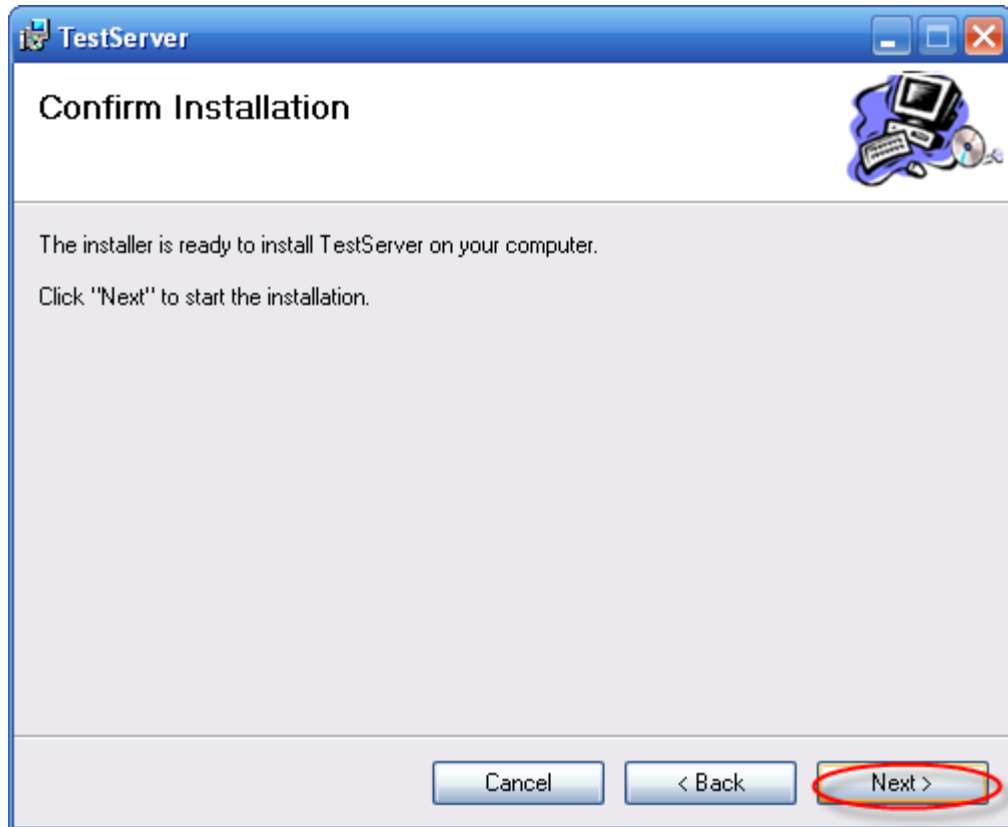 TestServer
Confirm Installation
The installer is ready to install TestServer on your computer.
Click "Next" to start the installation.
Cancel
< Back
Next >